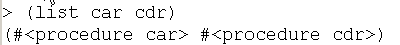 > (list car cdr)
(#<procedure car> #<procedure cdr>)